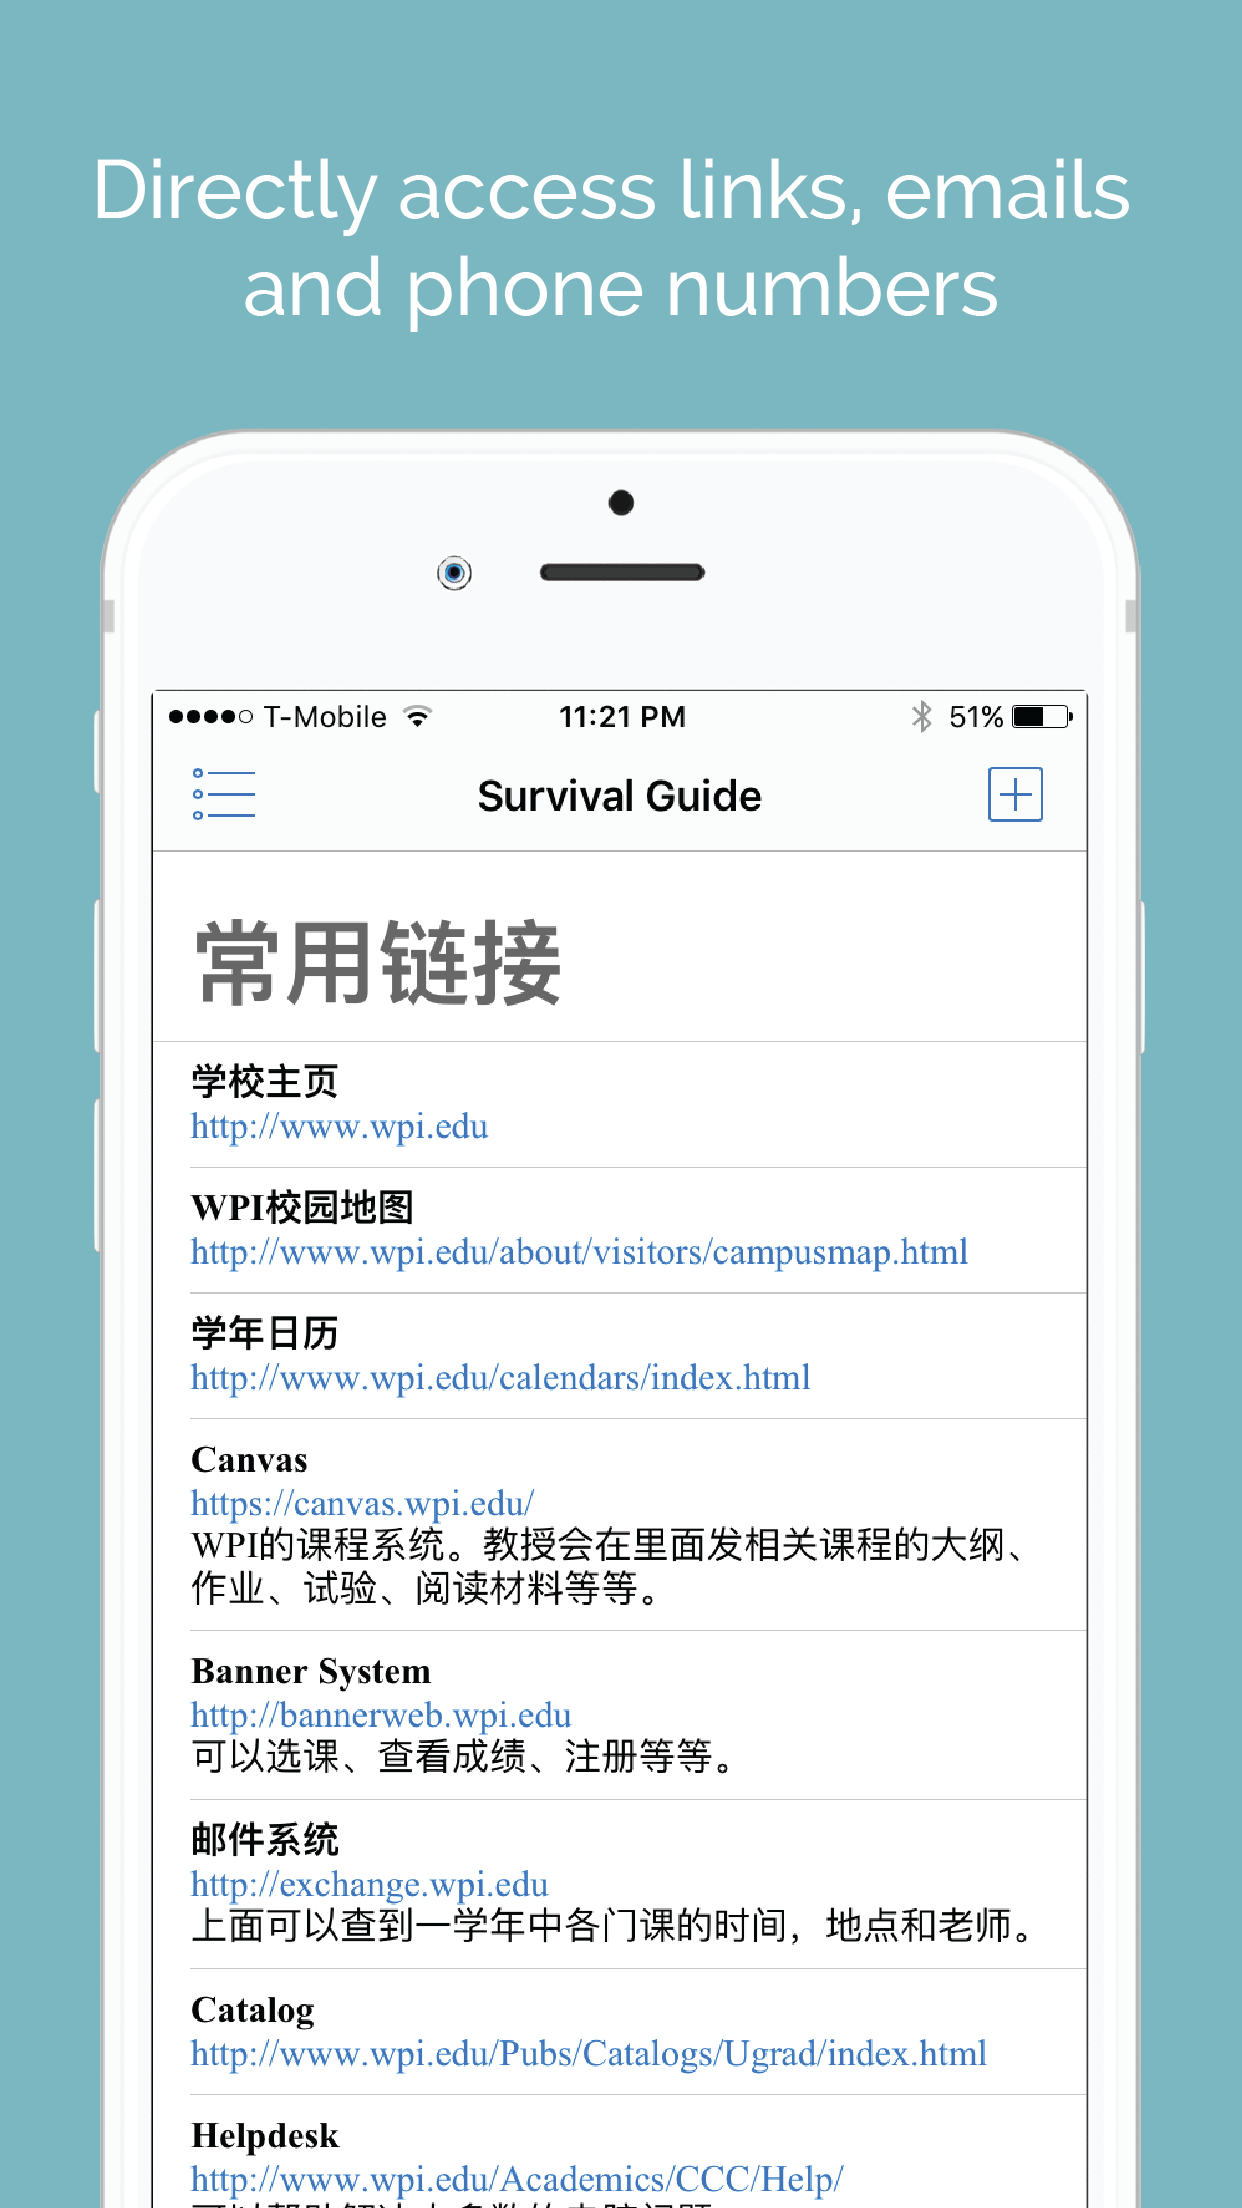 Directly access links, emails
and phone numbers
T-Mobile 11:21 PM 51%
Survival Guide
常用链接
学校主页
http://www.wpi.edu
WPI校园地图
http://www.wpi.edu/about/visitors/campusmap.html
学年日历
http://www.wpi.edu/calendars/index.html
Canvas
https://canvas.wpi.edu/
WPI的课程系统。教授会在里面发相关课程的大纲、
作业、试验、阅读材料等等。
Banner System
http://bannerweb.wpi.edu
可以选课、查看成绩、注册等等。
邮件系统
http://exchange.wpi.edu
上面可以查到一学年中各门课的时间，地点和老师。
Catalog
http://www.wpi.edu/Pubs/Catalogs/Ugrad/index.html
Helpdesk
http://www.wpi.edu/Academics/CCC/Help/